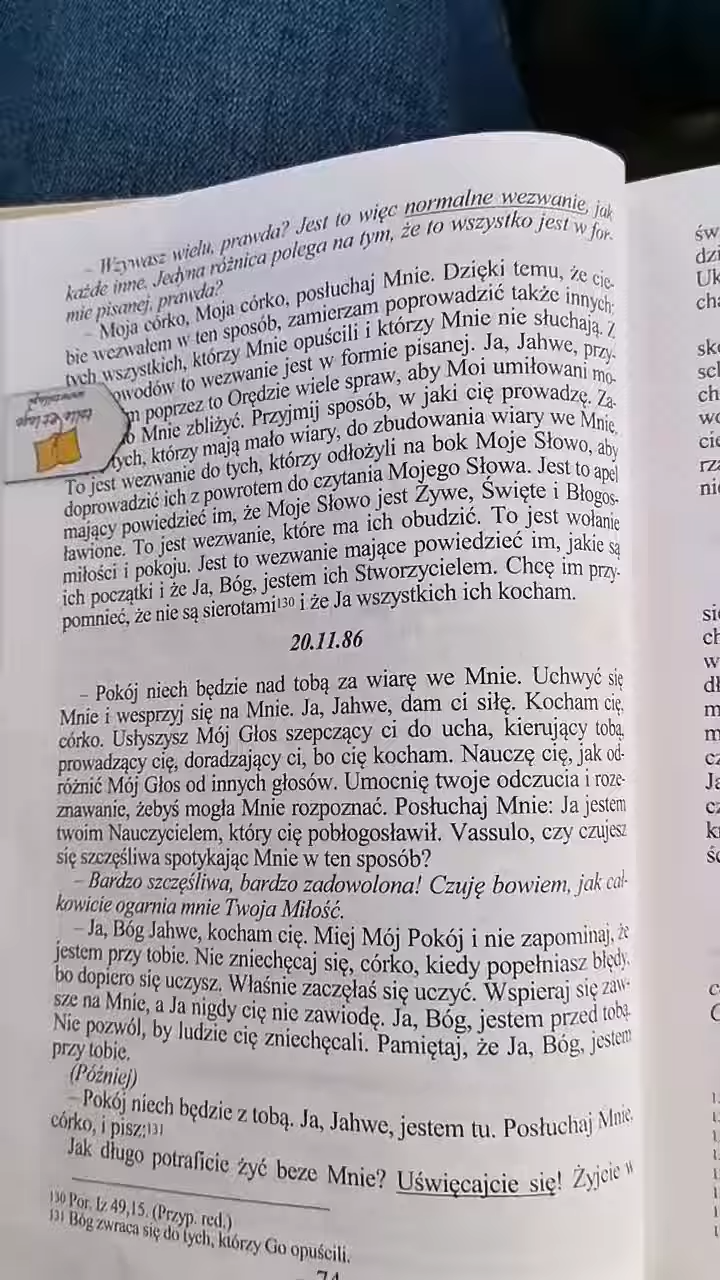 – Wzywasz wielu, prawda? Jest to więc normalne wezwanie, jak
każde inne. Jedyna różnica polega na tym, że to wszystko jest w for-
mie pisanej, prawda?
– Moja córko, Moja córko, posłuchaj Mnie. Dzięki temu, że cie-
bie wezwałem w ten sposób, zamierzam poprowadzić także innych;
tych wszystkich, którzy Mnie opuścili i którzy Mnie nie słuchają. Z
owodów to wezwanie jest w formie pisanej. Ja, Jahwe, przy-
m poprzez to Orędzie wiele spraw, aby Moi umiłowani mo-
o Mnie zbliżyć. Przyjmij sposób, w jaki cię prowadzę. Za-
tych, którzy mają mało wiary, do zbudowania wiary we Mnie,
To jest wezwanie do tych, którzy odłożyli na bok Moje Słowo, aby
doprowadzić ich z powrotem do czytania Mojego Słowa. Jest to apel
mający powiedzieć im, że Moje Słowo jest Żywe, Święte i Błogos-
ławione. To jest wezwanie, które ma ich obudzić. To jest wołanie
miłości i pokoju. Jest to wezwanie mające powiedzieć im, jakie są
ich początki i że Ja, Bóg, jestem ich Stworzycielem. Chcę im przy-
pomnieć, że nie są sierotami130 i że Ja wszystkich ich kocham.
20.11.86
– Pokój niech będzie nad tobą za wiarę we Mnie. Uchwyć się
Mnie i wesprzyj się na Mnie. Ja, Jahwe, dam ci siłę. Kocham cię,
córko. Usłyszysz Mój Głos szepczący ci do ucha, kierujący tobą,
prowadzący cię, doradzający ci, bo cię kocham. Nauczę cię, jak od-
różnić Mój Głos od innych głosów. Umocnię twoje odczucia i roze-
znawanie, żebyś mogła Mnie rozpoznać. Posłuchaj Mnie: Ja jestem
twoim Nauczycielem, który cię pobłogosławił. Vassulo, czy czujesz
się szczęśliwa spotykając Mnie w ten sposób?
– Bardzo szczęśliwa, bardzo zadowolona! Czuję bowiem, jak cał-
kowicie ogarnia mnie Twoja Miłość.
– Ja, Bóg Jahwe, kocham cię. Miej Mój Pokój i nie zapominaj, że
jestem przy tobie. Nie zniechęcaj się, córko, kiedy popełniasz błędy,
bo dopiero się uczysz. Właśnie zaczęłaś się uczyć. Wspieraj się zaw-
sze na Mnie, a Ja nigdy cię nie zawiodę. Ja, Bóg, jestem przed tobą.
Nie pozwól, by ludzie cię zniechęcali. Pamiętaj, że Ja, Bóg, jestem
przy tobie.
(Później)
– Pokój niech będzie z tobą. Ja, Jahwe, jestem tu. Posłuchaj Mnie,
córko, i pisz:131
Jak długo potraficie żyć beze Mnie? Uświęcajcie się! Żyjcie w
130 Por. Iz 49,15. (Przyp. red.)
131 Bóg zwraca się do tych, którzy Go opuścili.